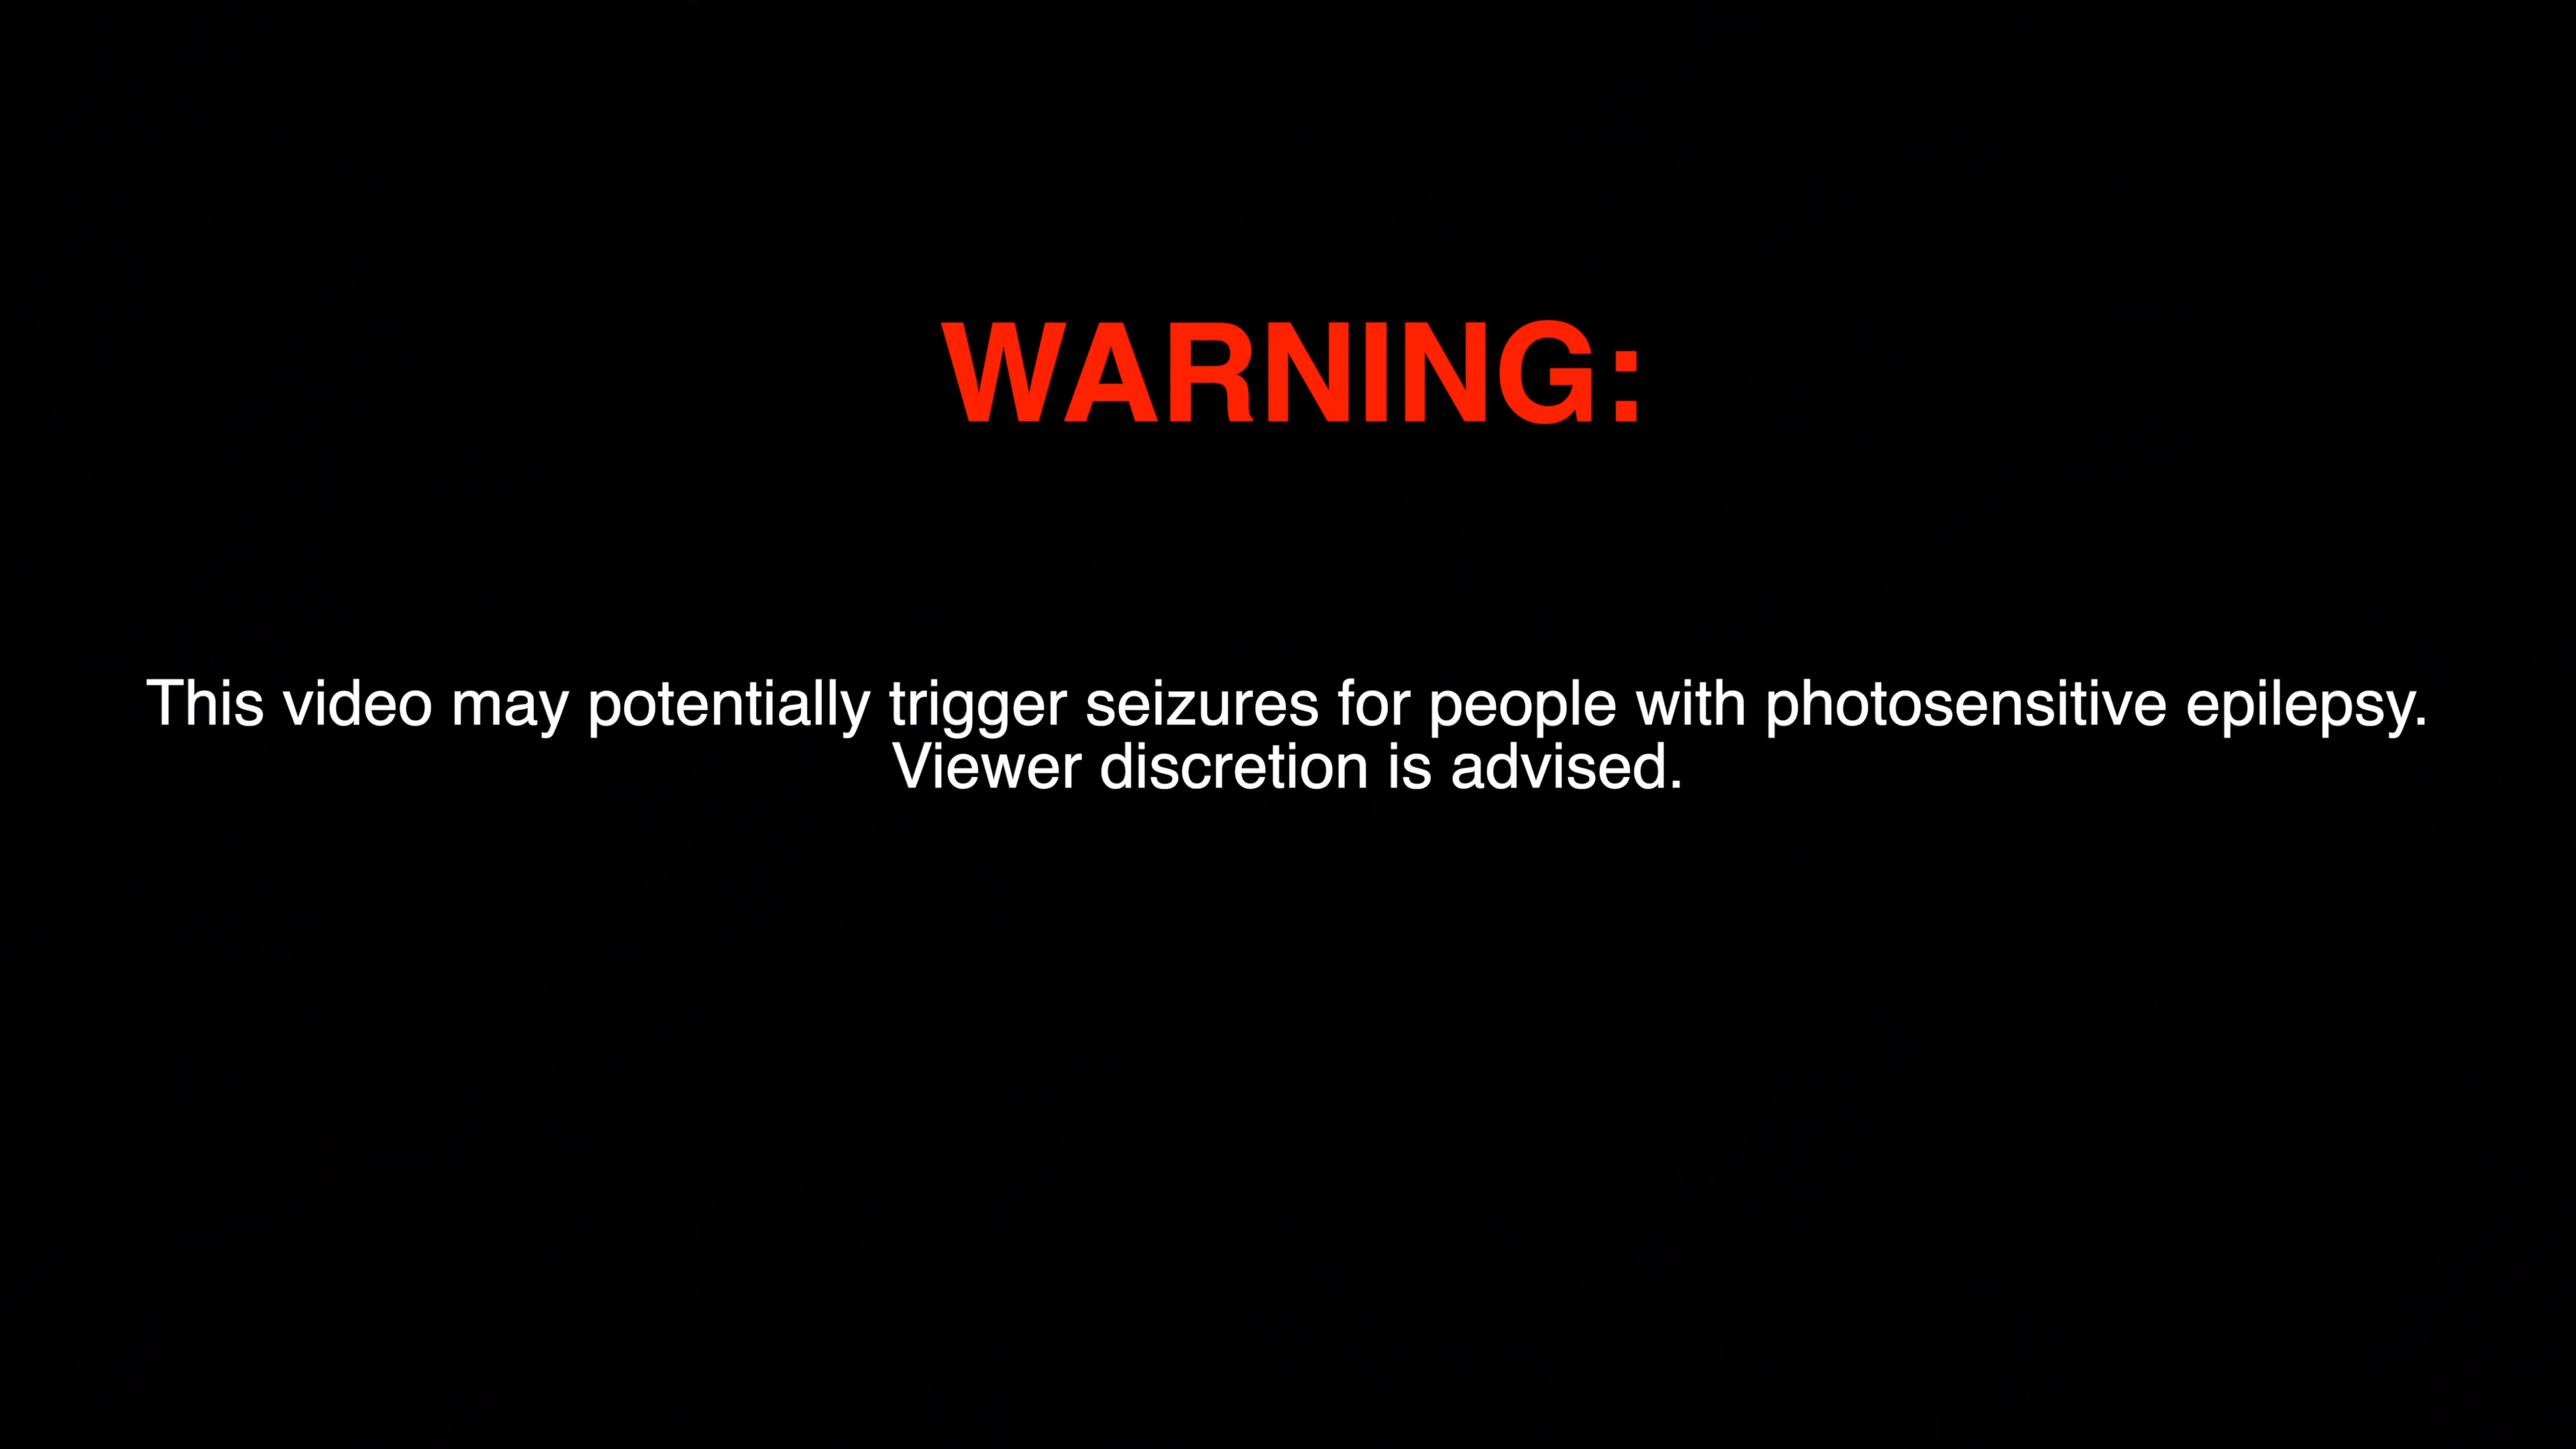 WARNING:
This video may potentially trigger seizures for people with photosensitive epilepsy.
Viewer discretion is advised.